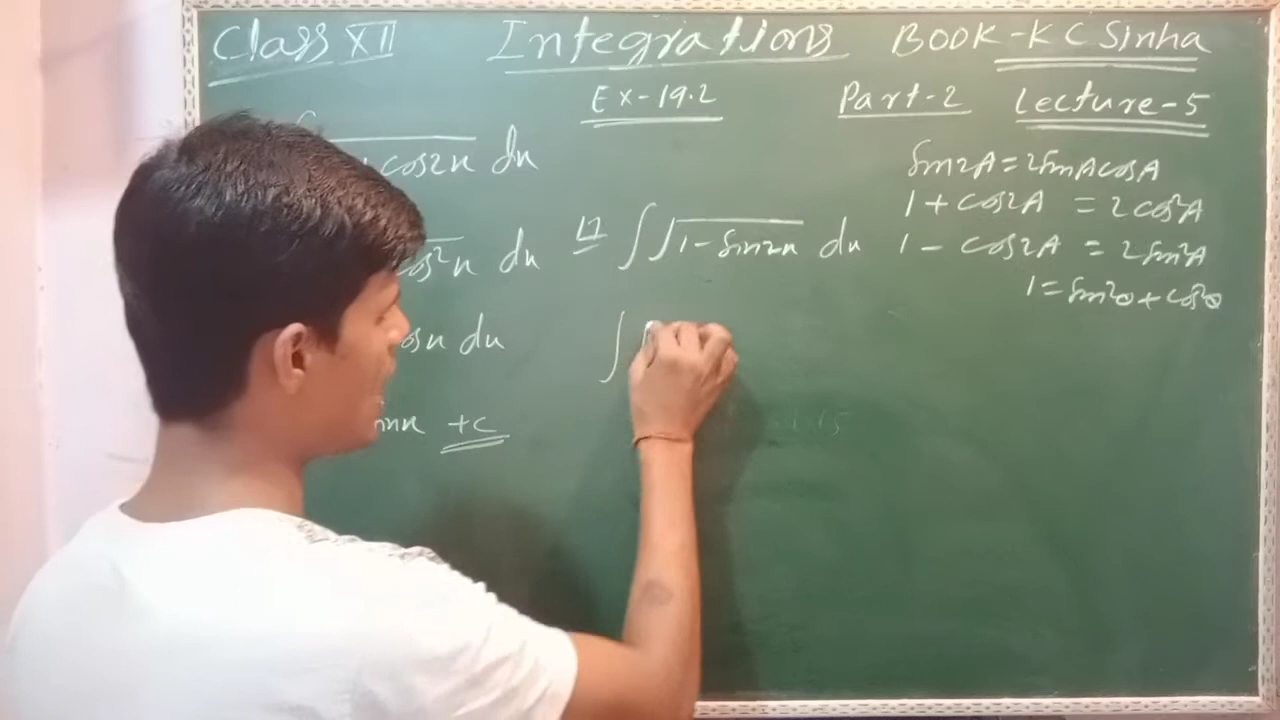 Class XII Integrations BOOK-K C Sinha
Ex-19.2 Part-2 Lecture-5
cos2x dx
Sin2A = 2SinAcosA
1 + cos2A = 2cos²A
cos²x dx
17 ∫√1-Sin2x dx
1 - cos2A = 2Sin²A
1 = Sin²θ + cos²θ
cosx dx
∫
inx + c